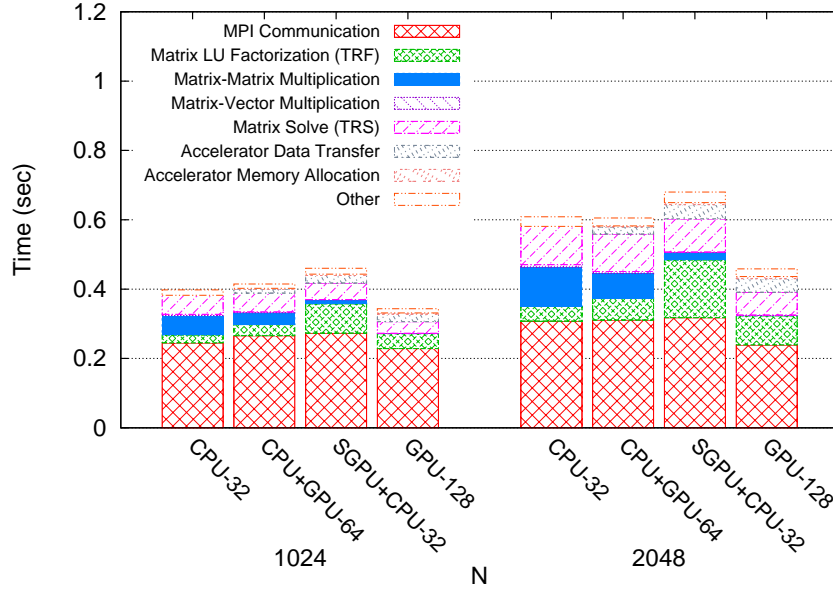 1.2
1
0.8
0.6
0.4
0.2
0
Time (sec)
MPI Communication
Matrix LU Factorization (TRF)
Matrix-Matrix Multiplication
Matrix-Vector Multiplication
Matrix Solve (TRS)
Accelerator Data Transfer
Accelerator Memory Allocation
Other
CPU-32
CPU+GPU-64
SGPU+CPU-32
GPU-128
CPU-32
CPU+GPU-64
SGPU+CPU-32
GPU-128
1024
2048
N